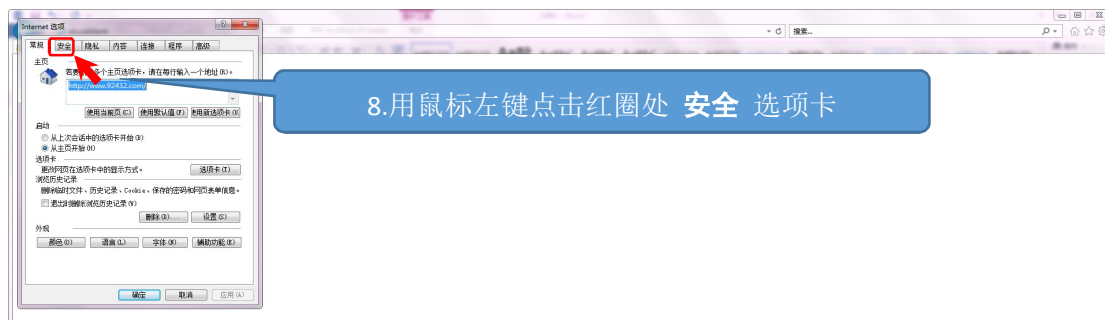 Internet 选项
搜索...
常规 安全 隐私 内容 连接 程序 高级
主页
若要 多个主页选项卡，请在每行输入一个地址(R)。
http://www.92432.com/
使用当前页(C) 使用默认值(F) 使用新选项卡(U)
8.用鼠标左键点击红圈处 安全 选项卡
启动
从上次会话中的选项卡开始(B)
从主页开始(H)
选项卡
更改网页在选项卡中的显示方式。 选项卡(T)
浏览历史记录
删除临时文件、历史记录、Cookie、保存的密码和网页表单信息。
退出时删除浏览历史记录(W)
删除(D)... 设置(S)
外观
颜色(O) 语言(L) 字体(N) 辅助功能(E)
确定 取消 应用(A)